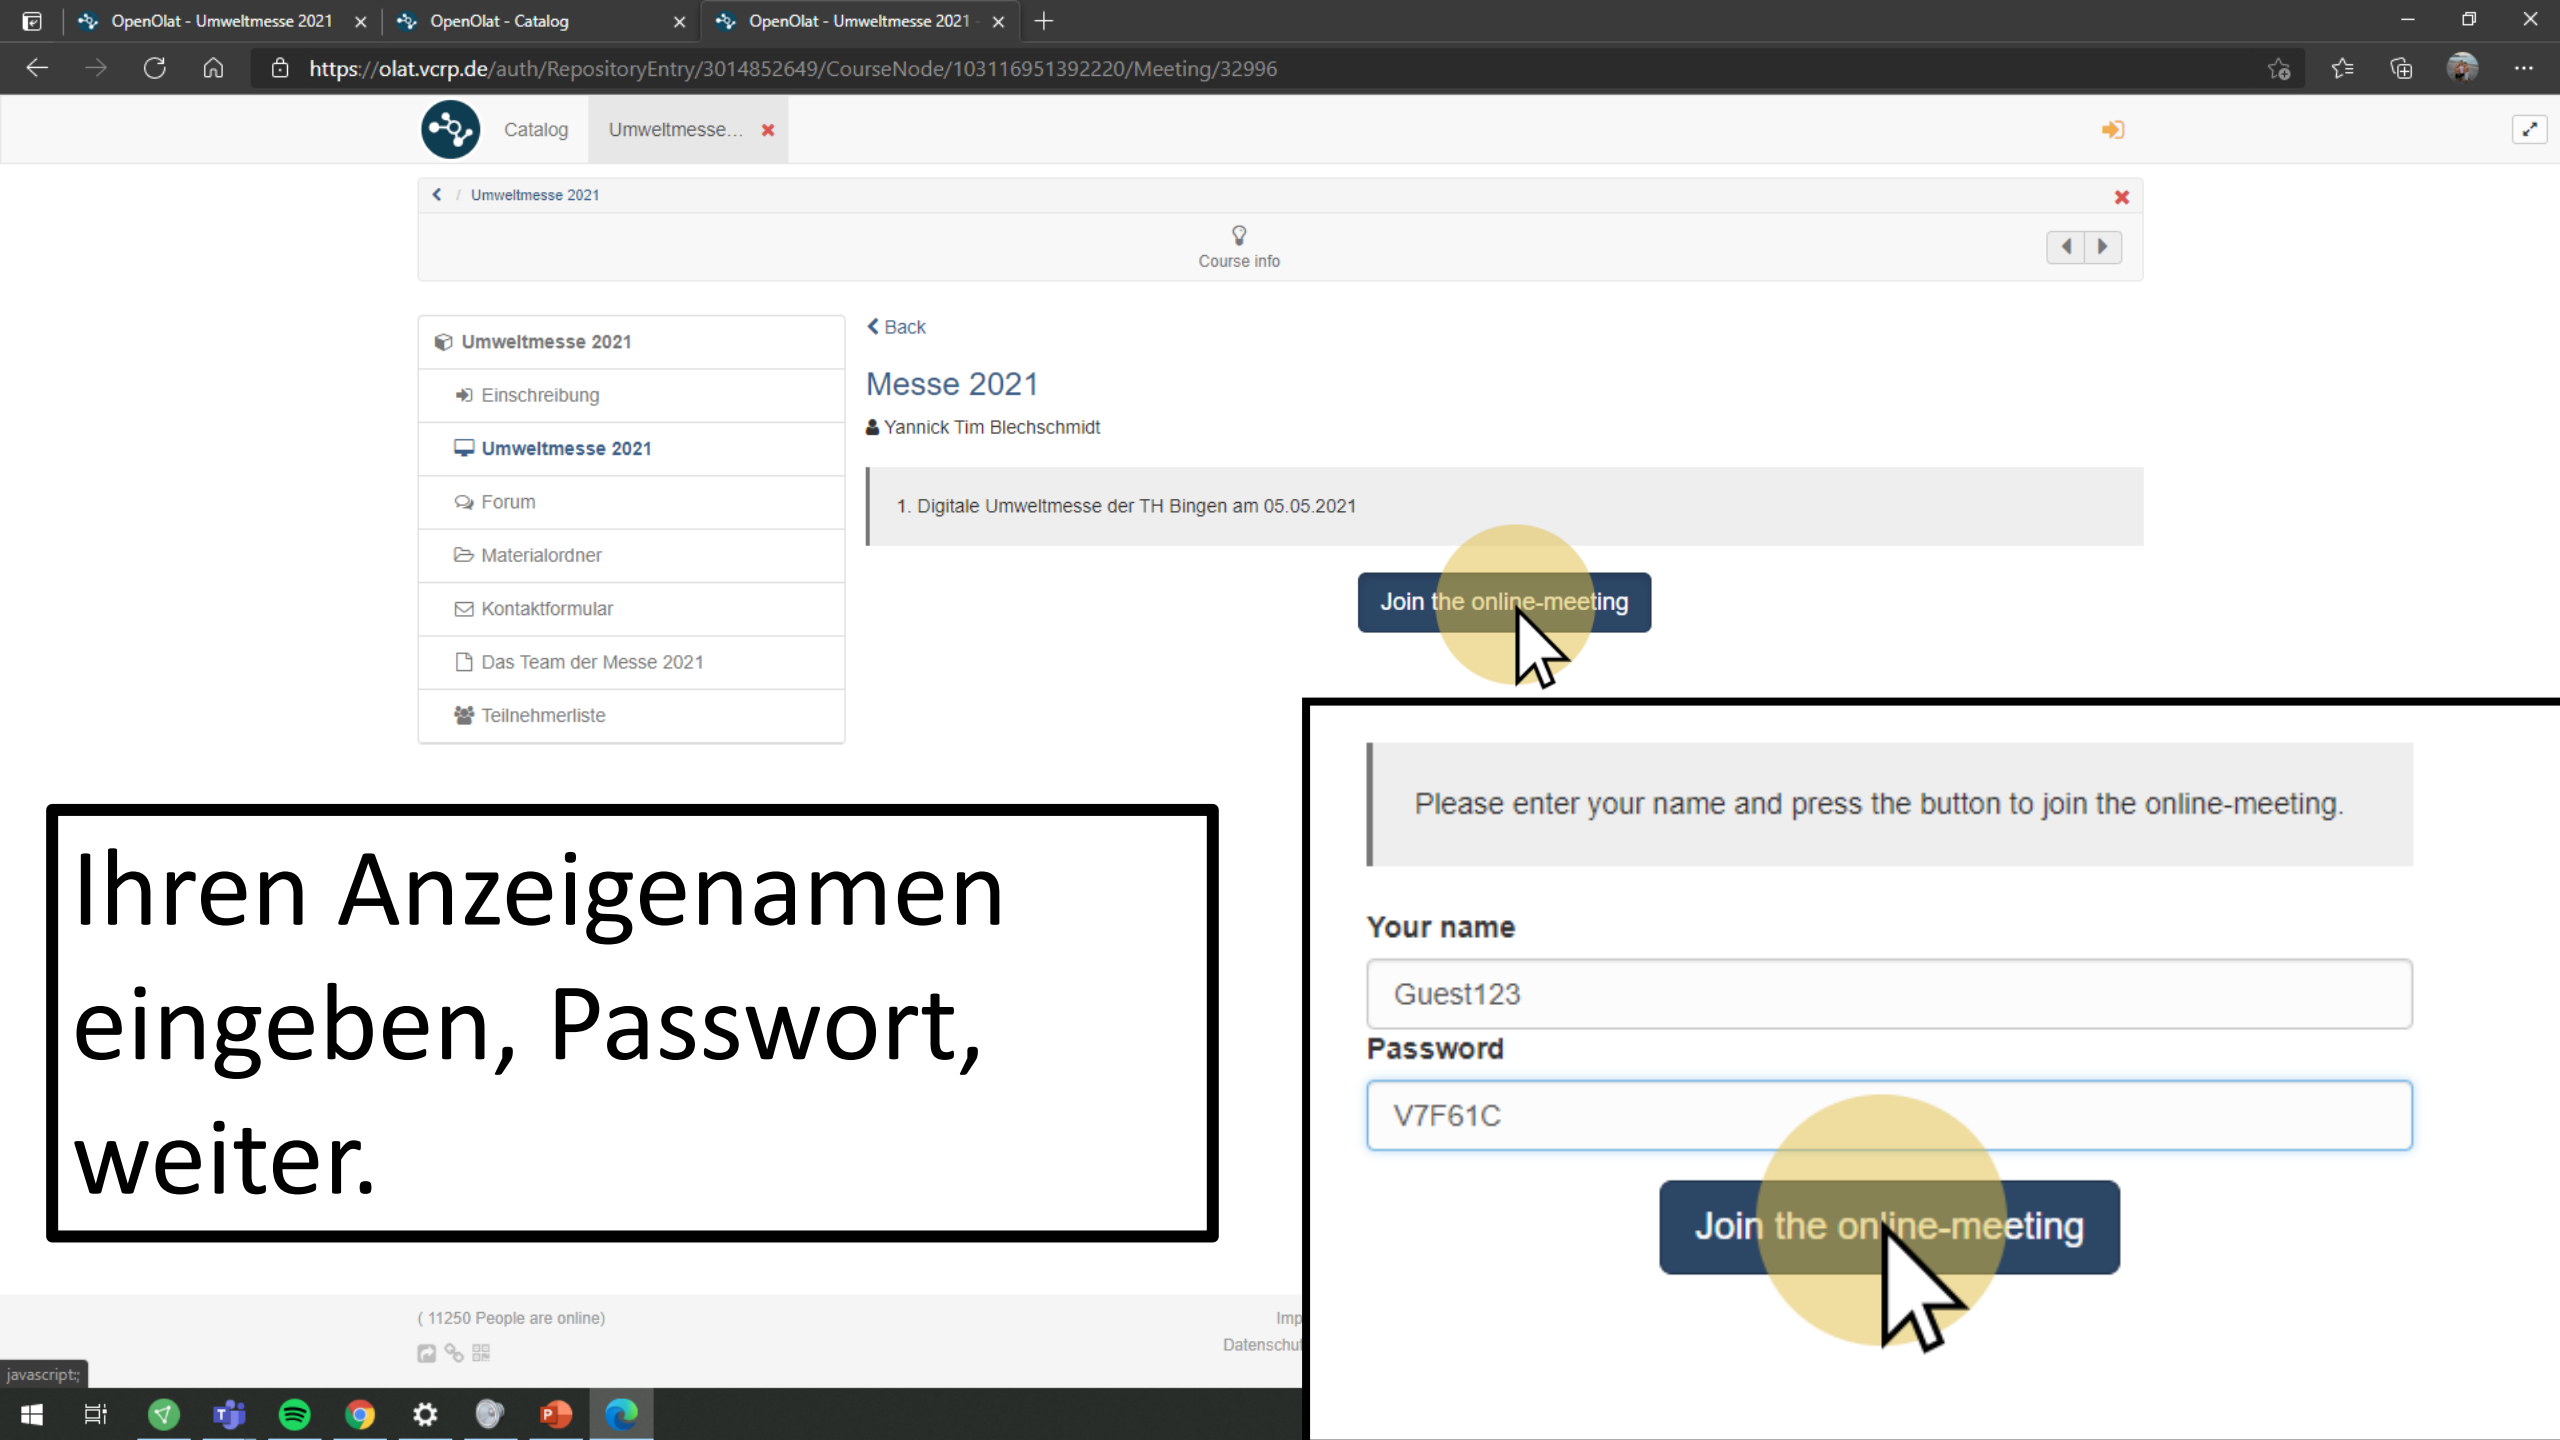 OpenOlat - Umweltmesse 2021
OpenOlat - Catalog
OpenOlat - Umweltmesse 2021 -
https://olat.vcrp.de/auth/RepositoryEntry/3014852649/CourseNode/103116951392220/Meeting/32996
Catalog
Umweltmesse...
/ Umweltmesse 2021
Course info
Umweltmesse 2021
Einschreibung
Umweltmesse 2021
Forum
Materialordner
Kontaktformular
Das Team der Messe 2021
Teilnehmerliste
Back
Messe 2021
Yannick Tim Blechschmidt
1. Digitale Umweltmesse der TH Bingen am 05.05.2021
Join the online-meeting
Ihren Anzeigenamen
eingeben, Passwort,
weiter.
Please enter your name and press the button to join the online-meeting.
Your name
Guest123
Password
V7F61C
Join the online-meeting
( 11250 People are online)
Imp
Datenschu
javascript:;